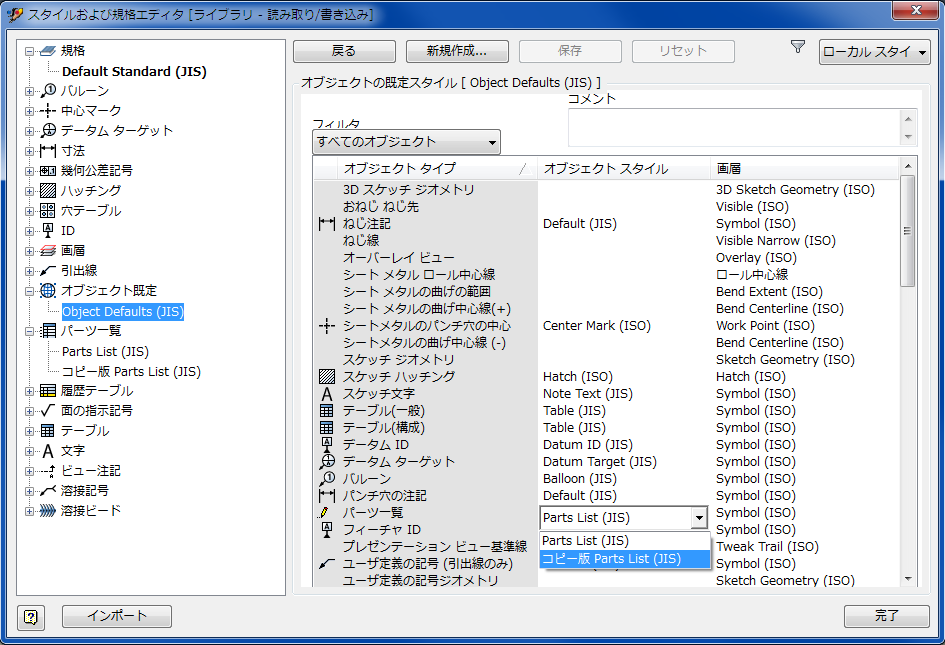 スタイルおよび規格エディタ [ライブラリ - 読み取り/書き込み]
戻る
新規作成...
保存
リセット
ローカル スタイ
規格
Default Standard (JIS)
バルーン
中心マーク
データム ターゲット
寸法
幾何公差記号
ハッチング
穴テーブル
ID
画層
引出線
オブジェクト既定
Object Defaults (JIS)
パーツ一覧
Parts List (JIS)
コピー版 Parts List (JIS)
履歴テーブル
面の指示記号
テーブル
文字
ビュー注記
溶接記号
溶接ビード
オブジェクトの既定スタイル [ Object Defaults (JIS) ]
コメント
フィルタ
すべてのオブジェクト
オブジェクト タイプ オブジェクト スタイル 画層
3D スケッチ ジオメトリ 3D Sketch Geometry (ISO)
おねじ ねじ先 Visible (ISO)
ねじ注記 Default (JIS) Symbol (ISO)
ねじ線 Visible Narrow (ISO)
オーバーレイ ビュー Overlay (ISO)
シート メタル ロール中心線 ロール中心線
シート メタルの曲げの範囲 Bend Extent (ISO)
シート メタルの曲げ中心線(+) Bend Centerline (ISO)
シートメタルのパンチ穴の中心 Center Mark (ISO) Work Point (ISO)
シートメタルの曲げ中心線 (-) Bend Centerline (ISO)
スケッチ ジオメトリ Sketch Geometry (ISO)
スケッチ ハッチング Hatch (ISO) Hatch (ISO)
スケッチ文字 Note Text (JIS) Symbol (ISO)
テーブル(一般) Table (JIS) Symbol (ISO)
テーブル(構成) Table (JIS) Symbol (ISO)
データム ID Datum ID (JIS) Symbol (ISO)
データム ターゲット Datum Target (JIS) Symbol (ISO)
バルーン Balloon (JIS) Symbol (ISO)
パンチ穴の注記 Default (JIS) Symbol (ISO)
パーツ一覧 Parts List (JIS) Symbol (ISO)
フィーチャ ID Symbol (ISO)
Parts List (JIS)
プレゼンテーション ビュー基準線 Tweak Trail (ISO)
コピー版 Parts List (JIS)
ユーザ定義の記号 (引出線のみ) Symbol (ISO)
ユーザ定義の記号ジオメトリ Sketch Geometry (ISO)
インポート
完了